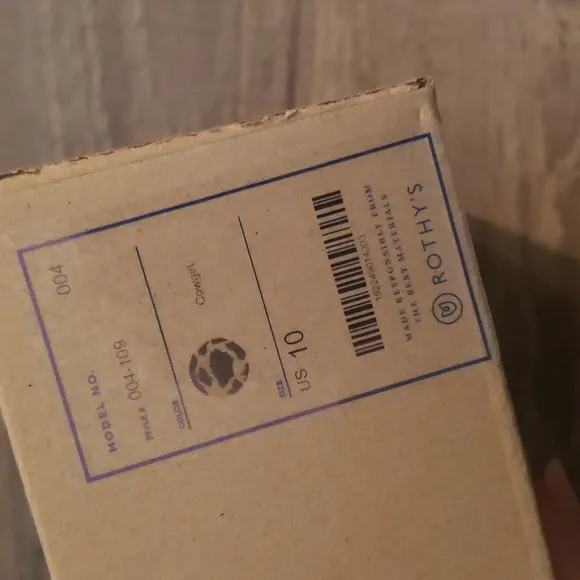 MODEL NO. 004
STYLE # 004-109
COLOR Cowgirl
SIZE US 10
MADE RESPONSIBLY FROM
THE BEST MATERIALS
ROTHY'S